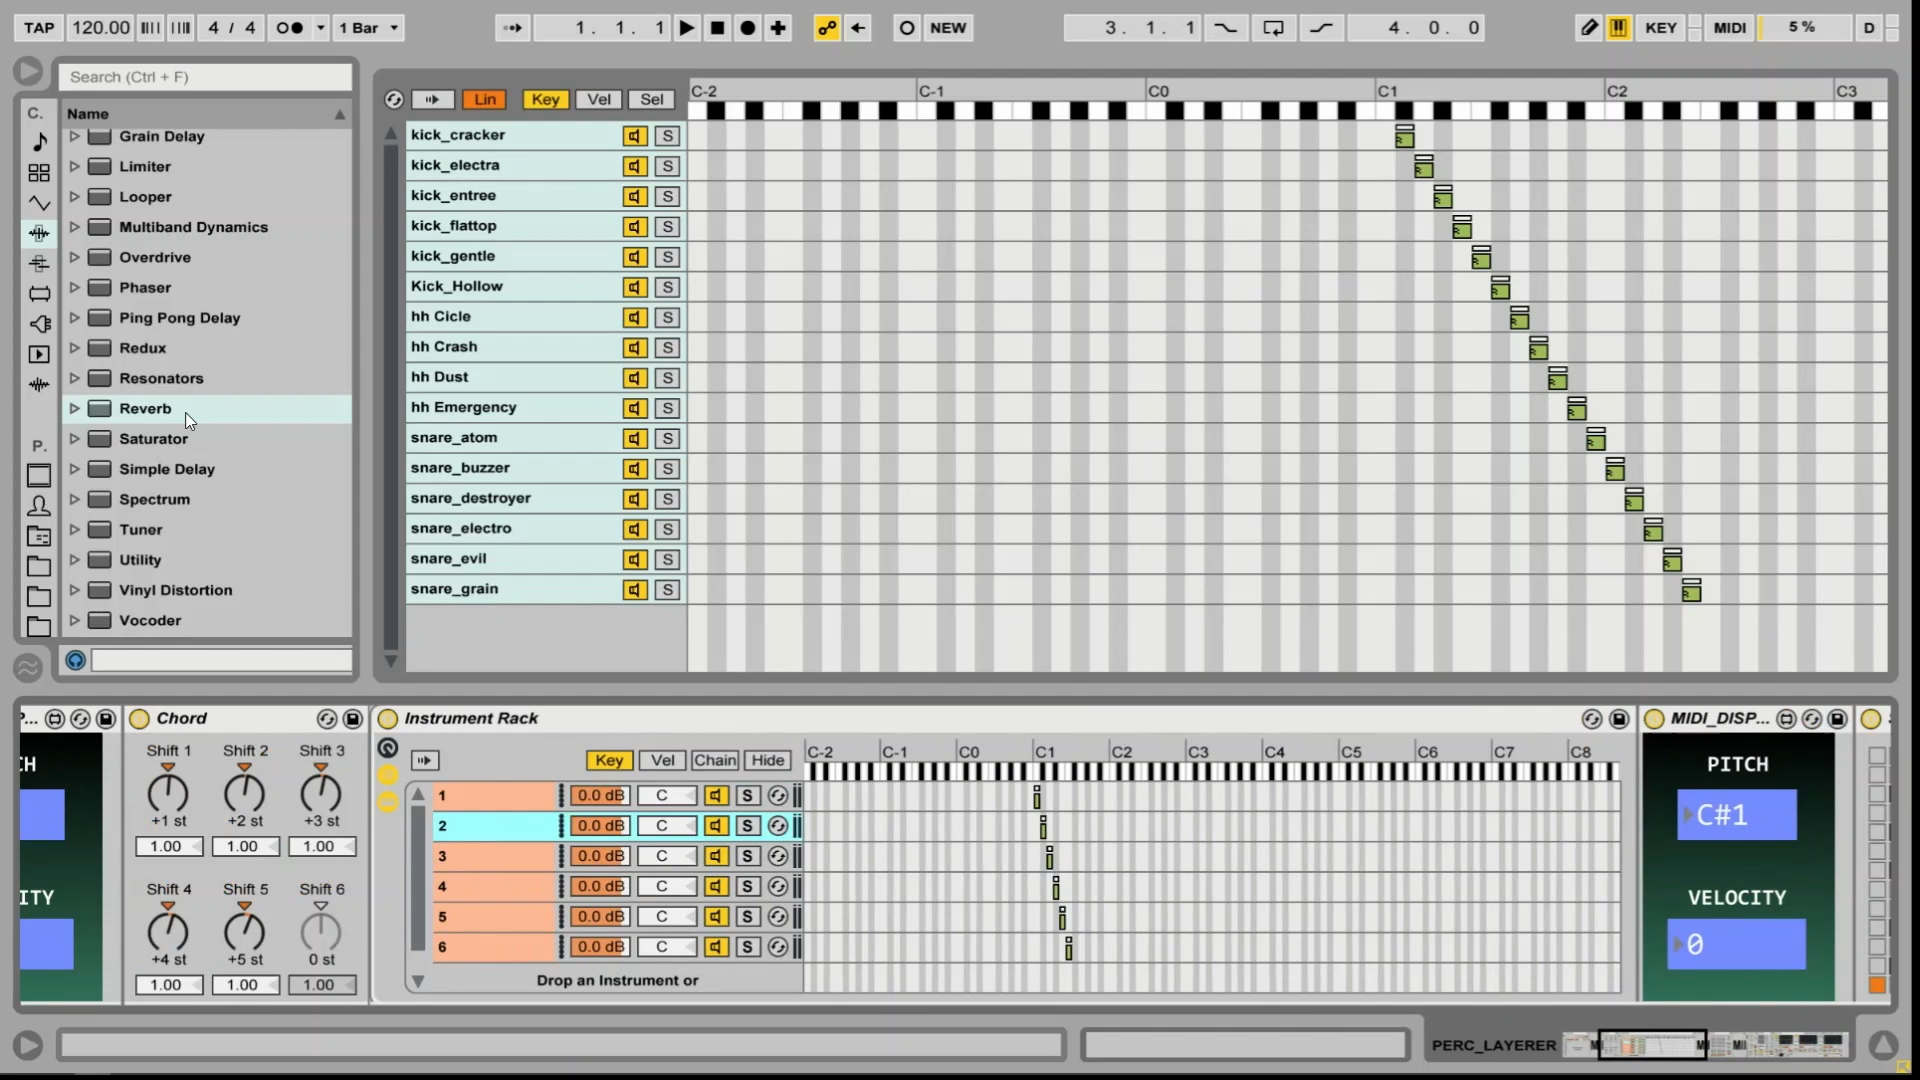 TAP 120.00 4 / 4 1 Bar 1. 1. 1 NEW 3. 1. 1 4. 0. 0 KEY MIDI 5 % D
Search (Ctrl + F)
C. Name
Grain Delay
Limiter
Looper
Multiband Dynamics
Overdrive
Phaser
Ping Pong Delay
Redux
Resonators
Reverb
Saturator
Simple Delay
Spectrum
Tuner
Utility
Vinyl Distortion
Vocoder
P.
Lin Key Vel Sel
C-2 C-1 C0 C1 C2 C3
kick_cracker S
kick_electra S
kick_entree S
kick_flattop S
kick_gentle S
Kick_Hollow S
hh Cicle S
hh Crash S
hh Dust S
hh Emergency S
snare_atom S
snare_buzzer S
snare_destroyer S
snare_electro S
snare_evil S
snare_grain S
P...
CH
ITY
Chord
Shift 1 Shift 2 Shift 3
+1 st +2 st +3 st
1.00 1.00 1.00
Shift 4 Shift 5 Shift 6
+4 st +5 st 0 st
1.00 1.00 1.00
Instrument Rack
Key Vel Chain Hide
C-2 C-1 C0 C1 C2 C3 C4 C5 C6 C7 C8
1 0.0 dB C S
2 0.0 dB C S
3 0.0 dB C S
4 0.0 dB C S
5 0.0 dB C S
6 0.0 dB C S
Drop an Instrument or
MIDI_DISP...
PITCH
C#1
VELOCITY
0
PERC_LAYERER